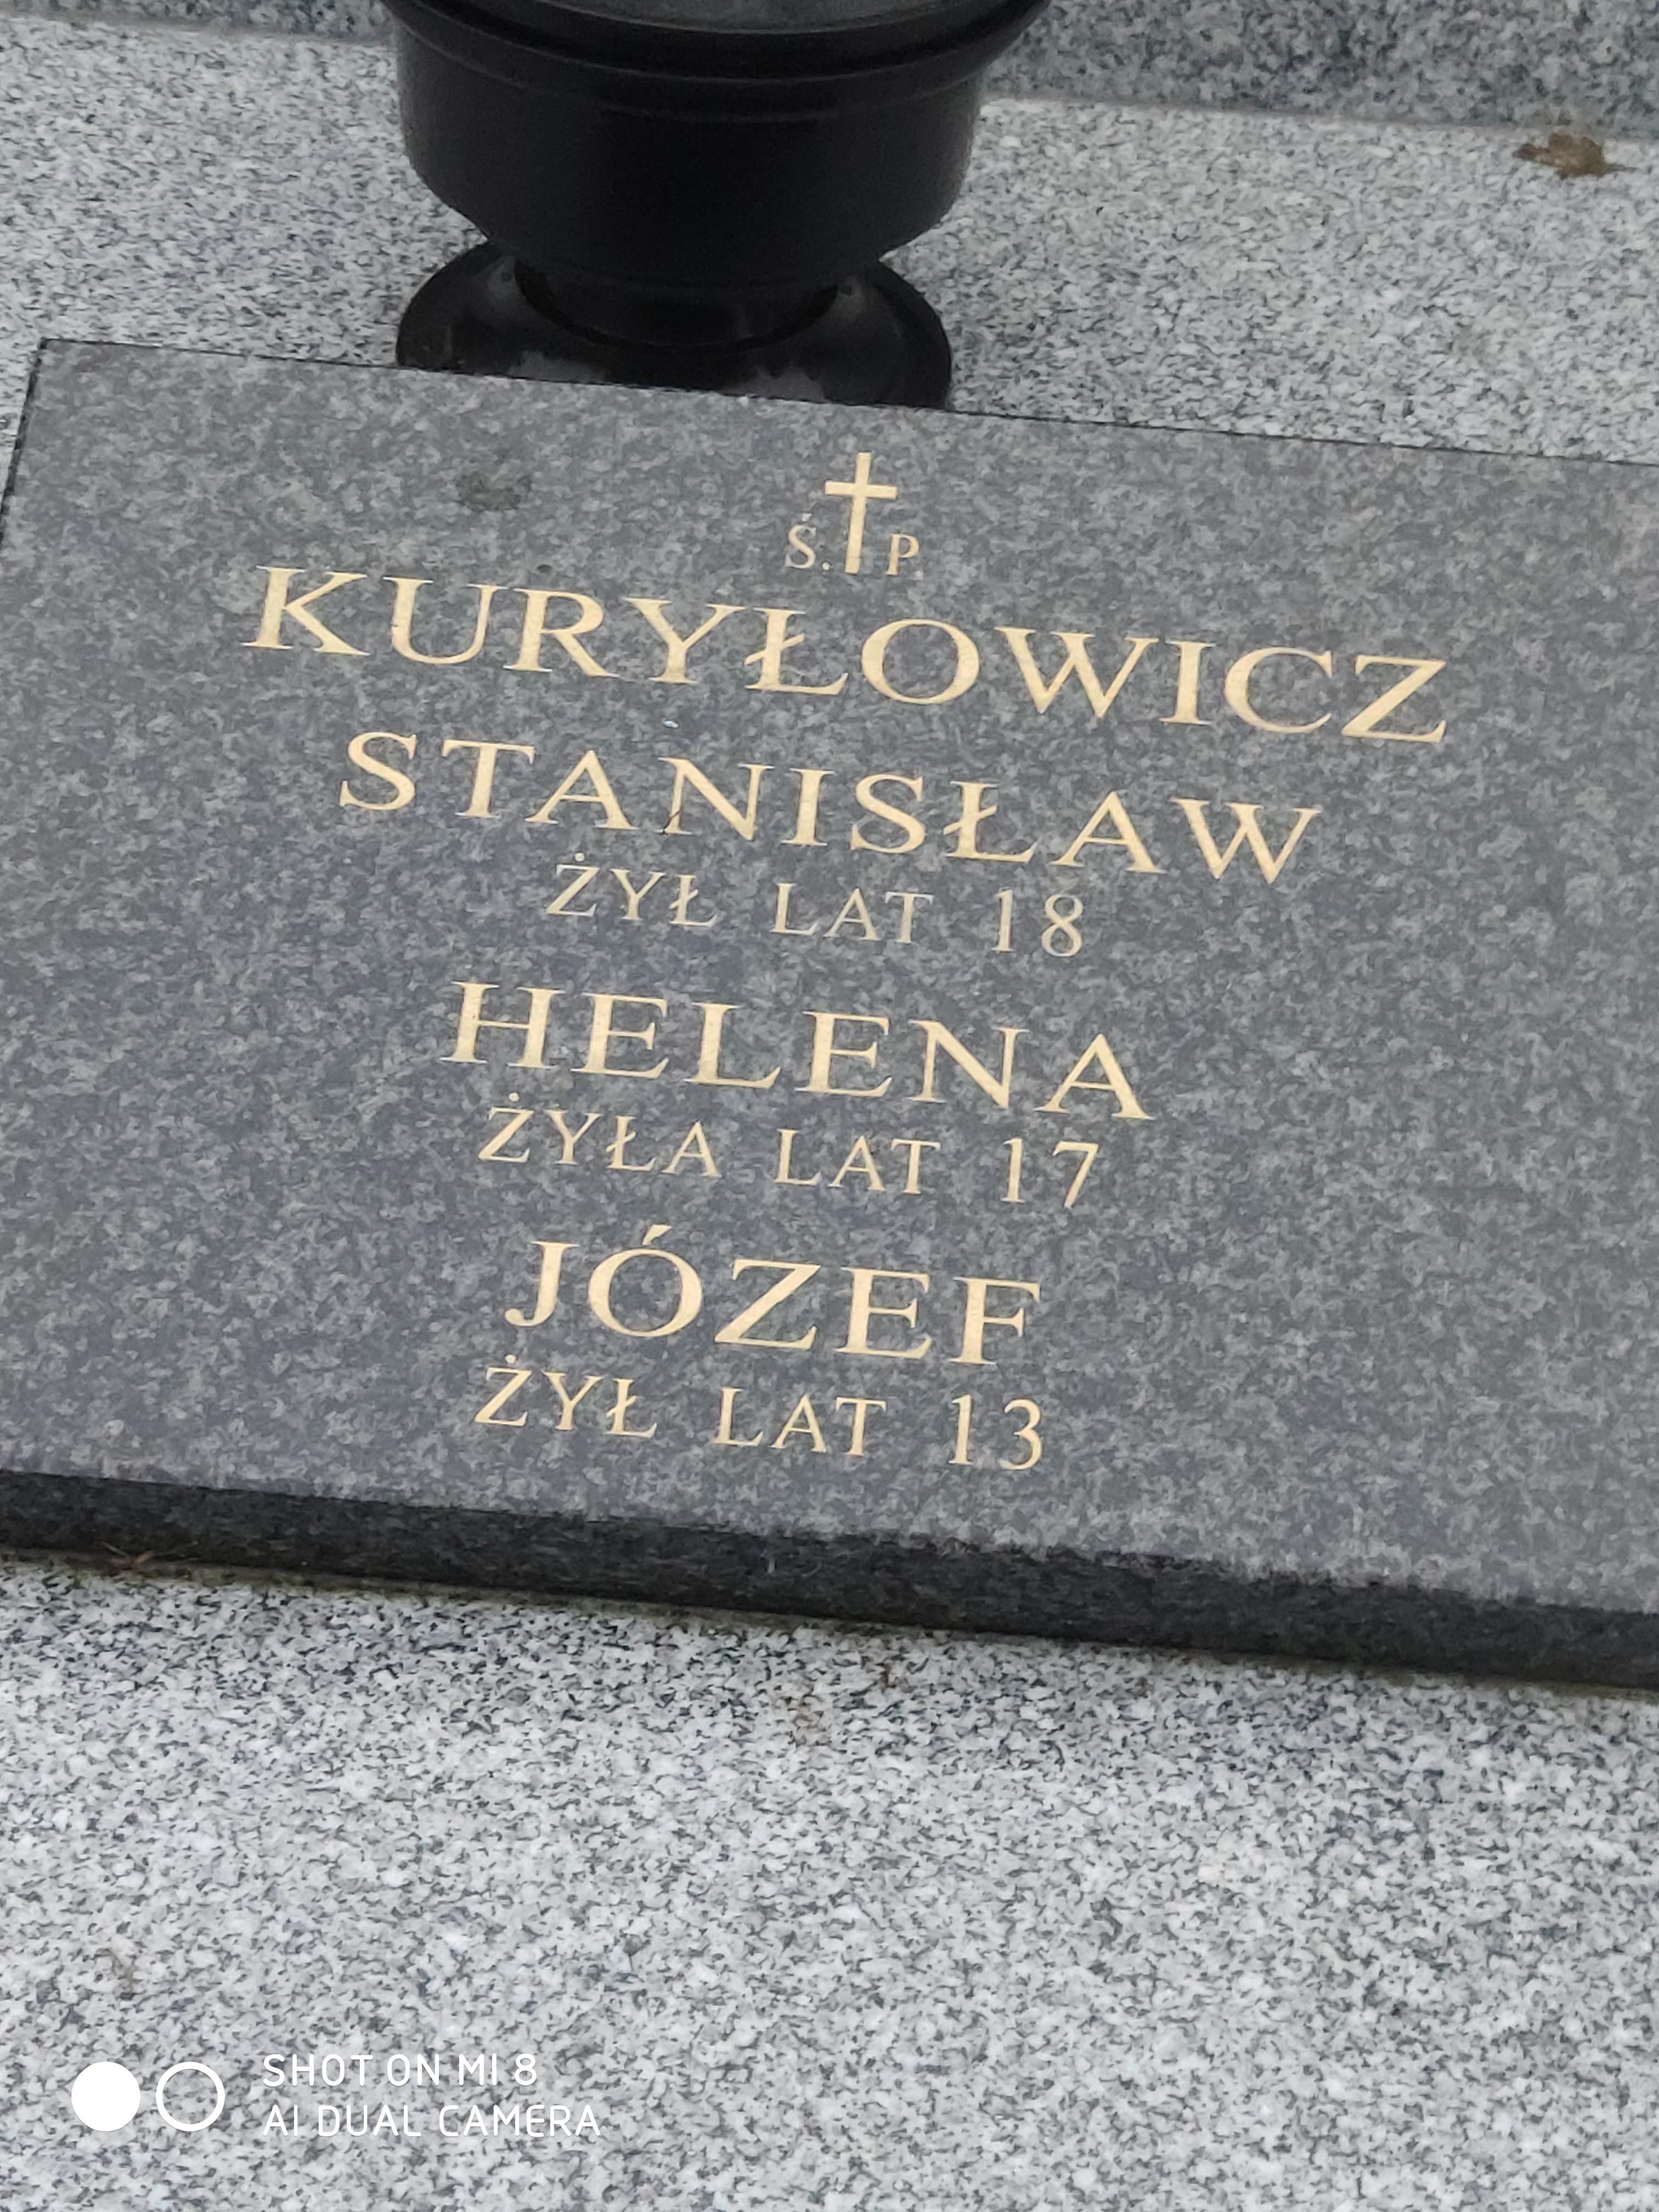 Ś. P
KURYŁOWICZ
STANISŁAW
ŻYŁ LAT 18
HELENA
ŻYŁA LAT 17
JÓZEF
ŻYŁ LAT 13
SHOT ON MI 8
AI DUAL CAMERA